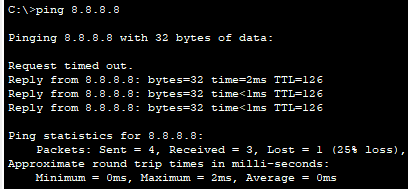 C:\>ping 8.8.8.8
Pinging 8.8.8.8 with 32 bytes of data:
Request timed out.
Reply from 8.8.8.8: bytes=32 time=2ms TTL=126
Reply from 8.8.8.8: bytes=32 time<1ms TTL=126
Reply from 8.8.8.8: bytes=32 time<1ms TTL=126
Ping statistics for 8.8.8.8:
    Packets: Sent = 4, Received = 3, Lost = 1 (25% loss),
Approximate round trip times in milli-seconds:
    Minimum = 0ms, Maximum = 2ms, Average = 0ms